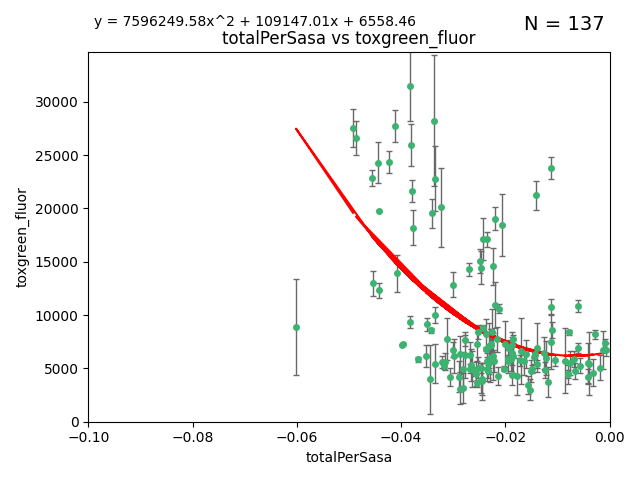 y = 7596249.58x^2 + 109147.01x + 6558.46
N = 137
totalPerSasa vs toxgreen_fluor
30000
25000
20000
15000
10000
5000
0
toxgreen_fluor
−0.10
−0.08
−0.06
−0.04
−0.02
0.00
totalPerSasa